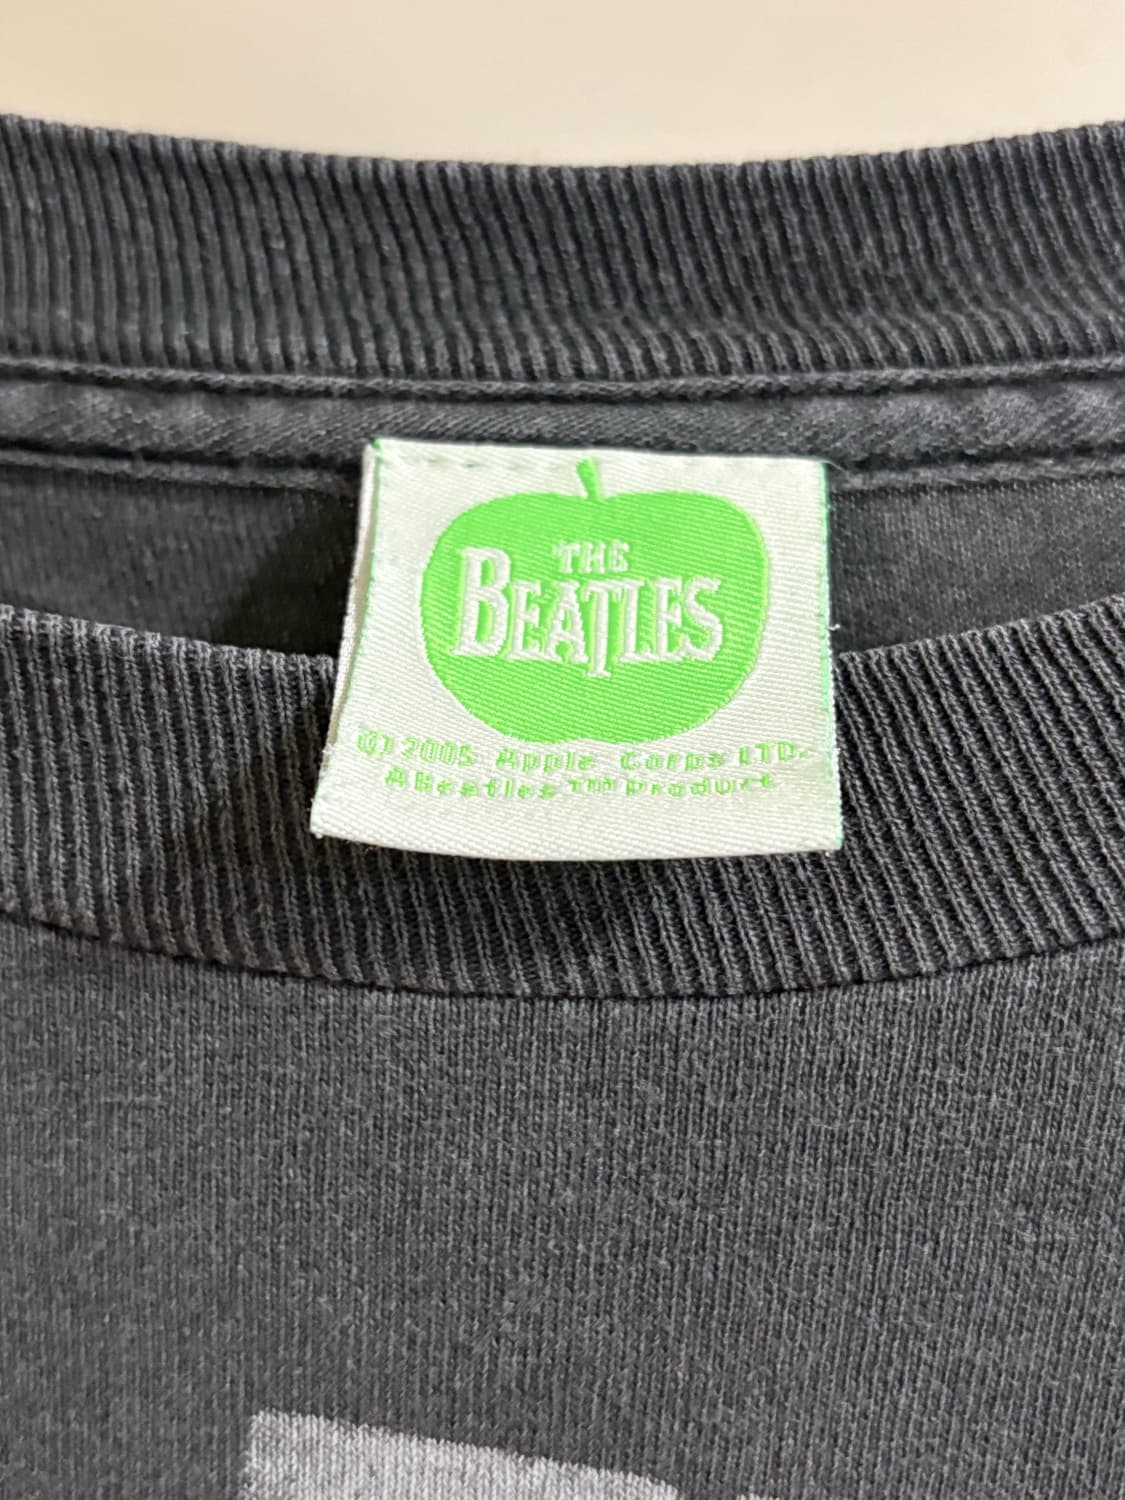 THE
BEATLES
© 2005 Apple Corps LTD.
A Beatles ™ Product